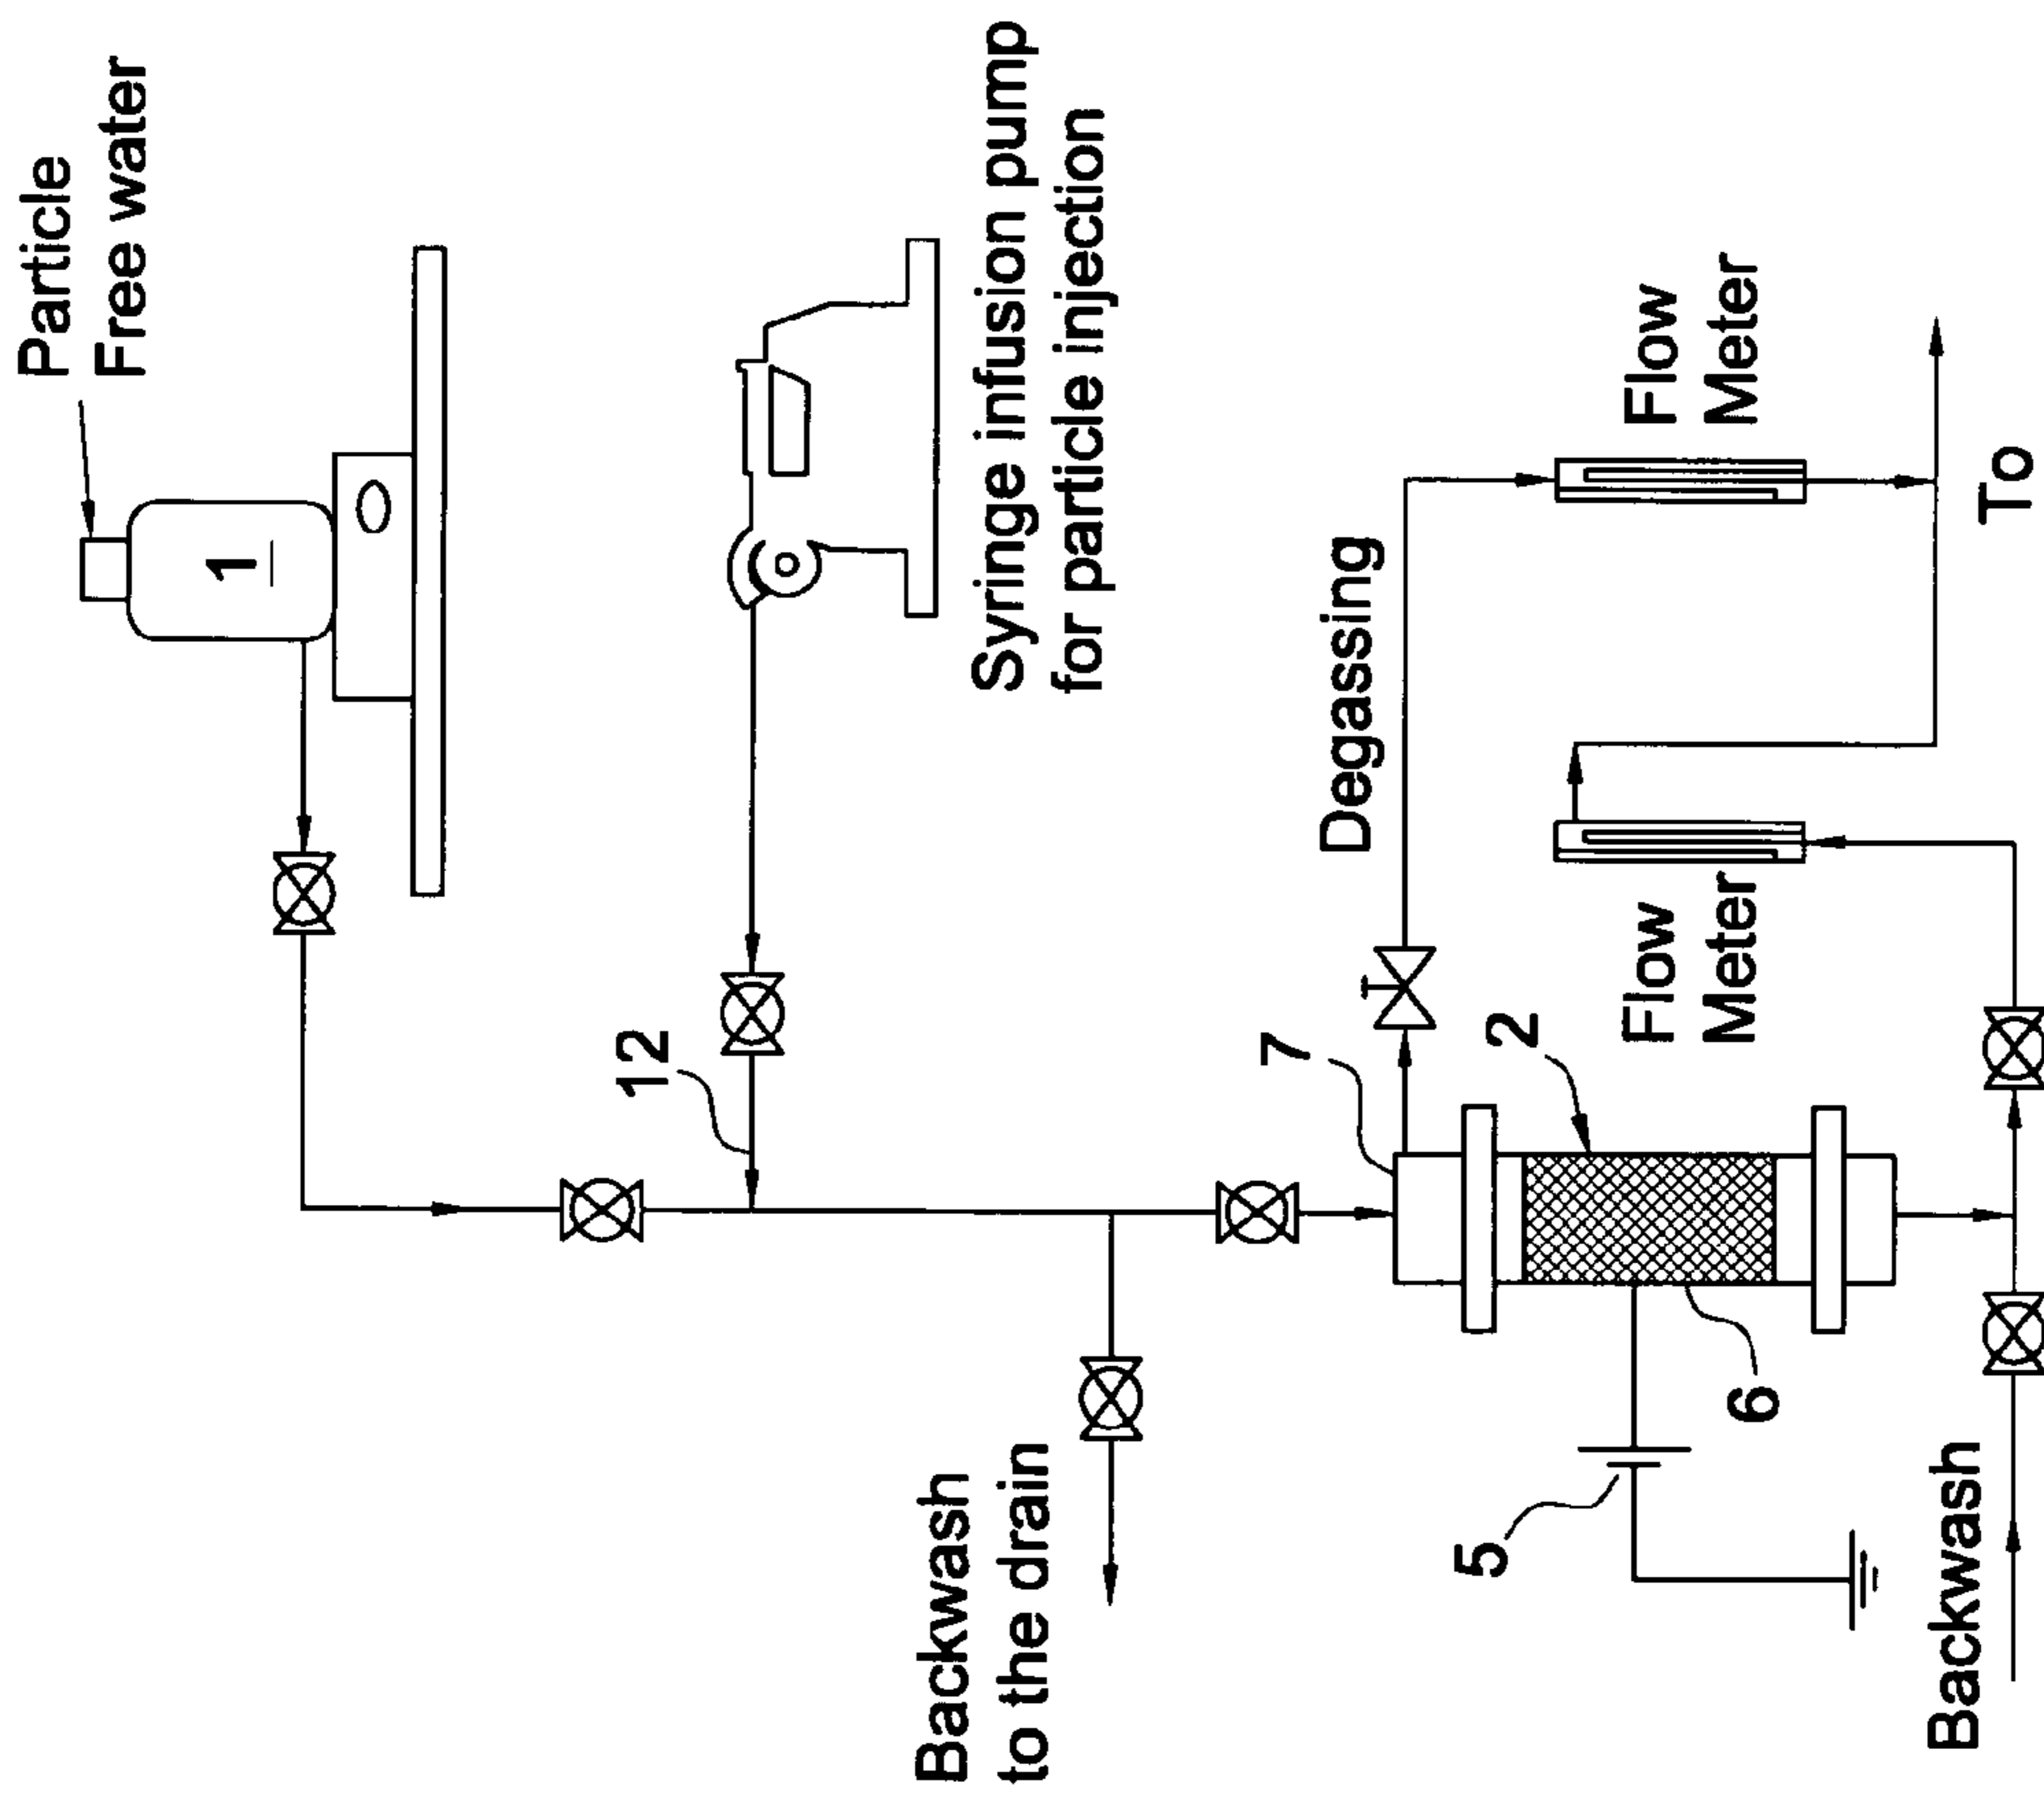 Particle
Free water
1
Syringe infusion pump
for particle injection
12
Backwash
to the drain
7
Degassing
2
Flow
Meter
Flow
Meter
5
6
Backwash
To